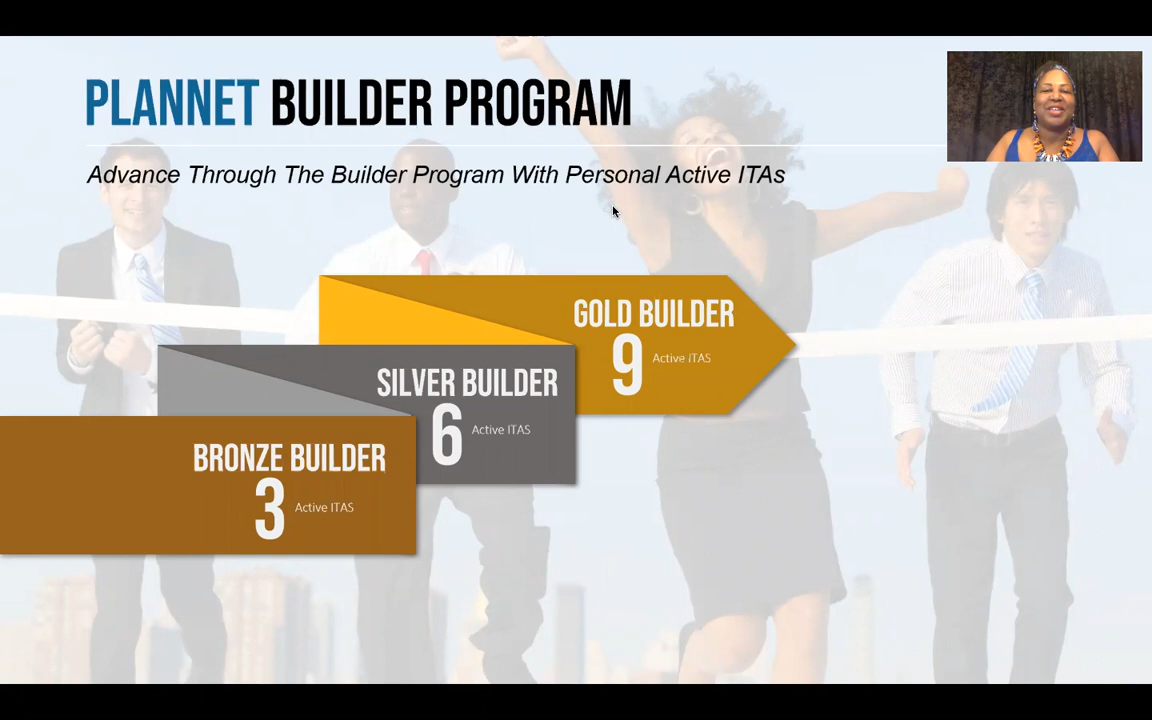 PLANNET BUILDER PROGRAM
Advance Through The Builder Program With Personal Active ITAs
GOLD BUILDER
9 Active ITAS
SILVER BUILDER
6 Active ITAS
BRONZE BUILDER
3 Active ITAS